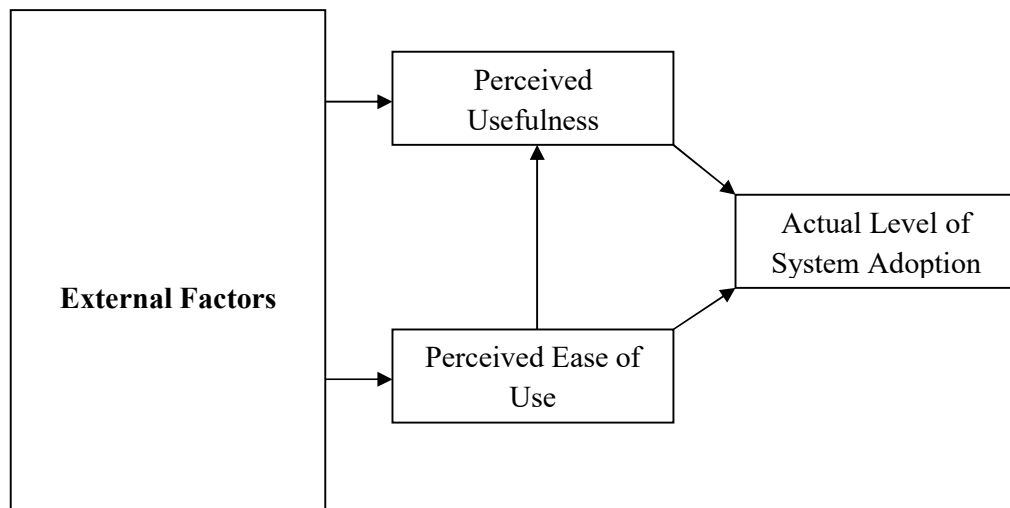 Perceived
Usefulness
Actual Level of
System Adoption
External Factors
Perceived Ease of
Use